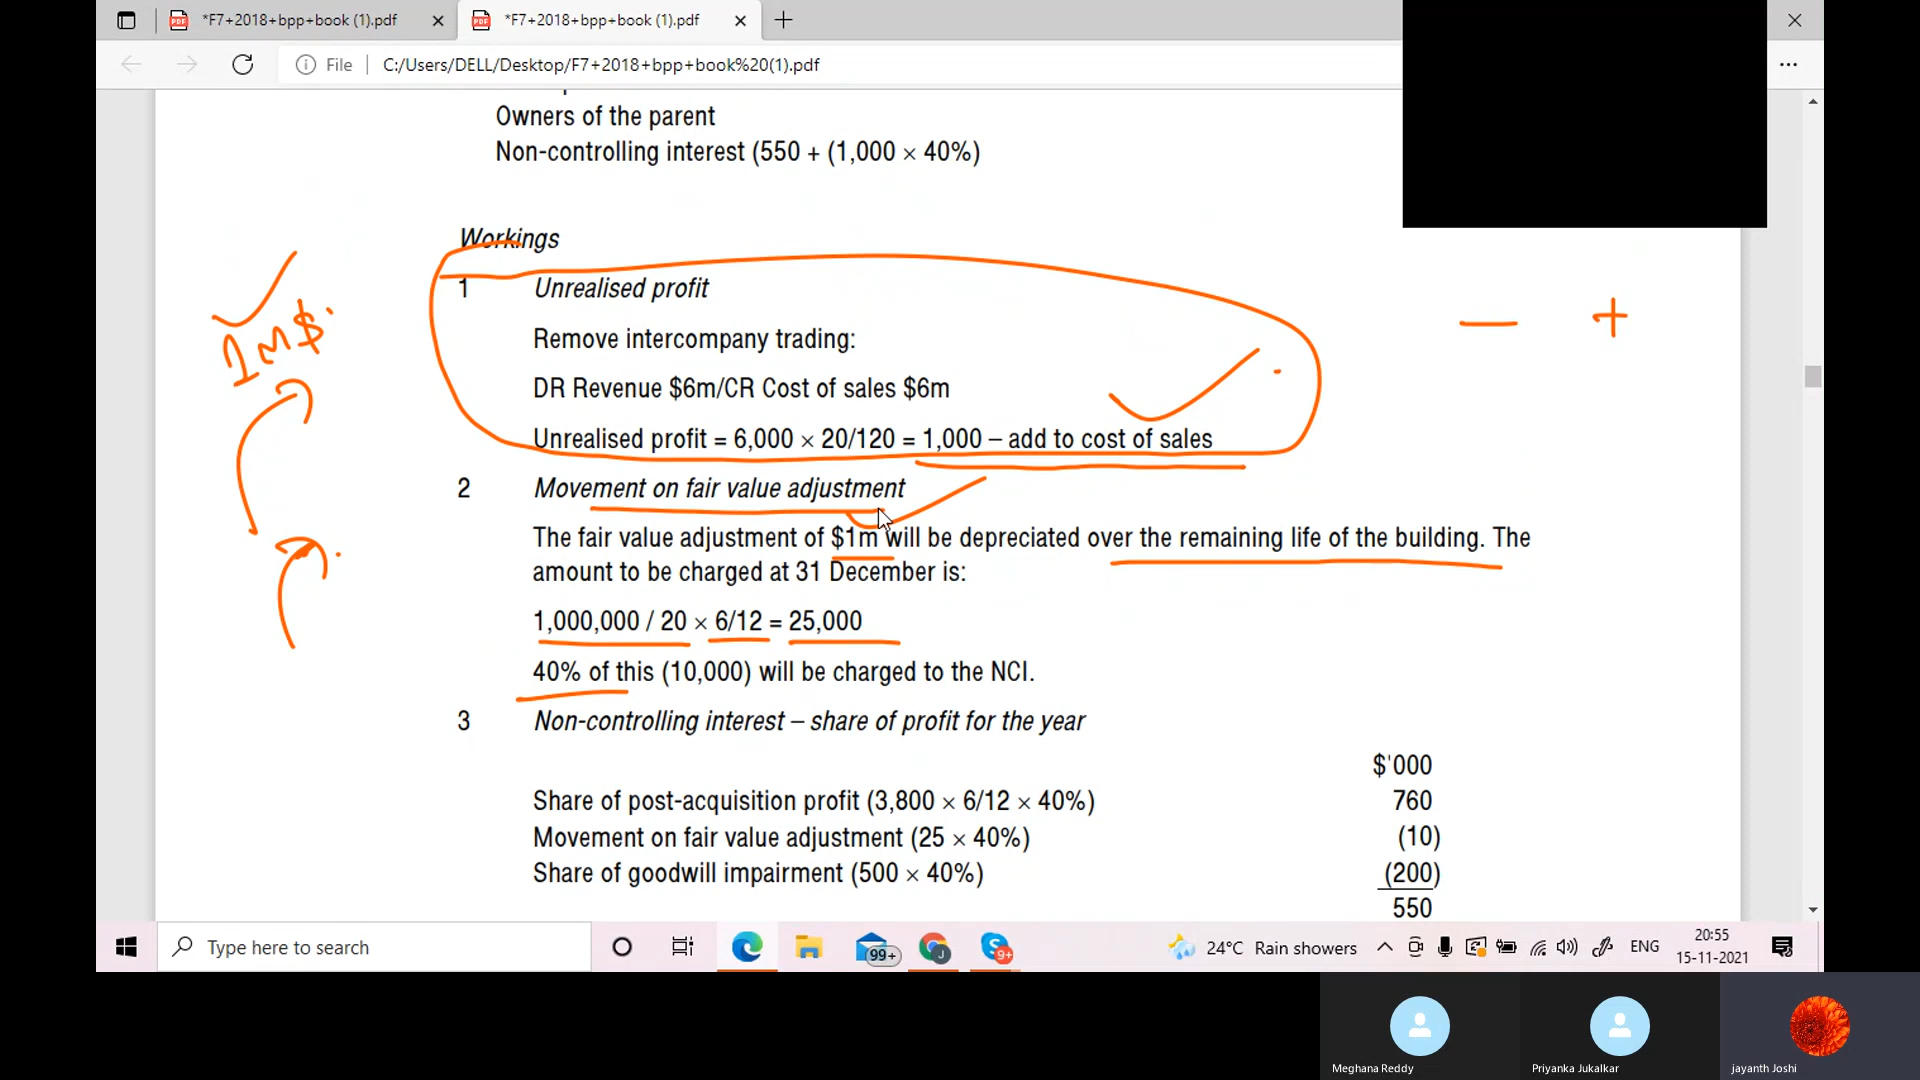 *F7+2018+bpp+book (1).pdf
*F7+2018+bpp+book (1).pdf
File
C:/Users/DELL/Desktop/F7+2018+bpp+book%20(1).pdf
Owners of the parent
Non-controlling interest (550 + (1,000 × 40%)
Workings
1 Unrealised profit
Remove intercompany trading:
DR Revenue $6m/CR Cost of sales $6m
Unrealised profit = 6,000 × 20/120 = 1,000 – add to cost of sales
1M$.
– +
2 Movement on fair value adjustment
The fair value adjustment of $1m will be depreciated over the remaining life of the building. The
amount to be charged at 31 December is:
1,000,000 / 20 × 6/12 = 25,000
40% of this (10,000) will be charged to the NCI.
3 Non-controlling interest – share of profit for the year
$'000
Share of post-acquisition profit (3,800 × 6/12 × 40%) 760
Movement on fair value adjustment (25 × 40%) (10)
Share of goodwill impairment (500 × 40%) (200)
550
Type here to search
99+
J
9+
24°C Rain showers
ENG
20:55
15-11-2021
Meghana Reddy
Priyanka Jukalkar
jayanth Joshi